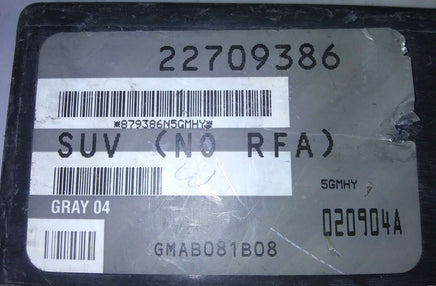 22709386
*879386N5GMHY*
SUV (NO RFA)
5GMHY
GRAY 04
020904A
GMAB081B08